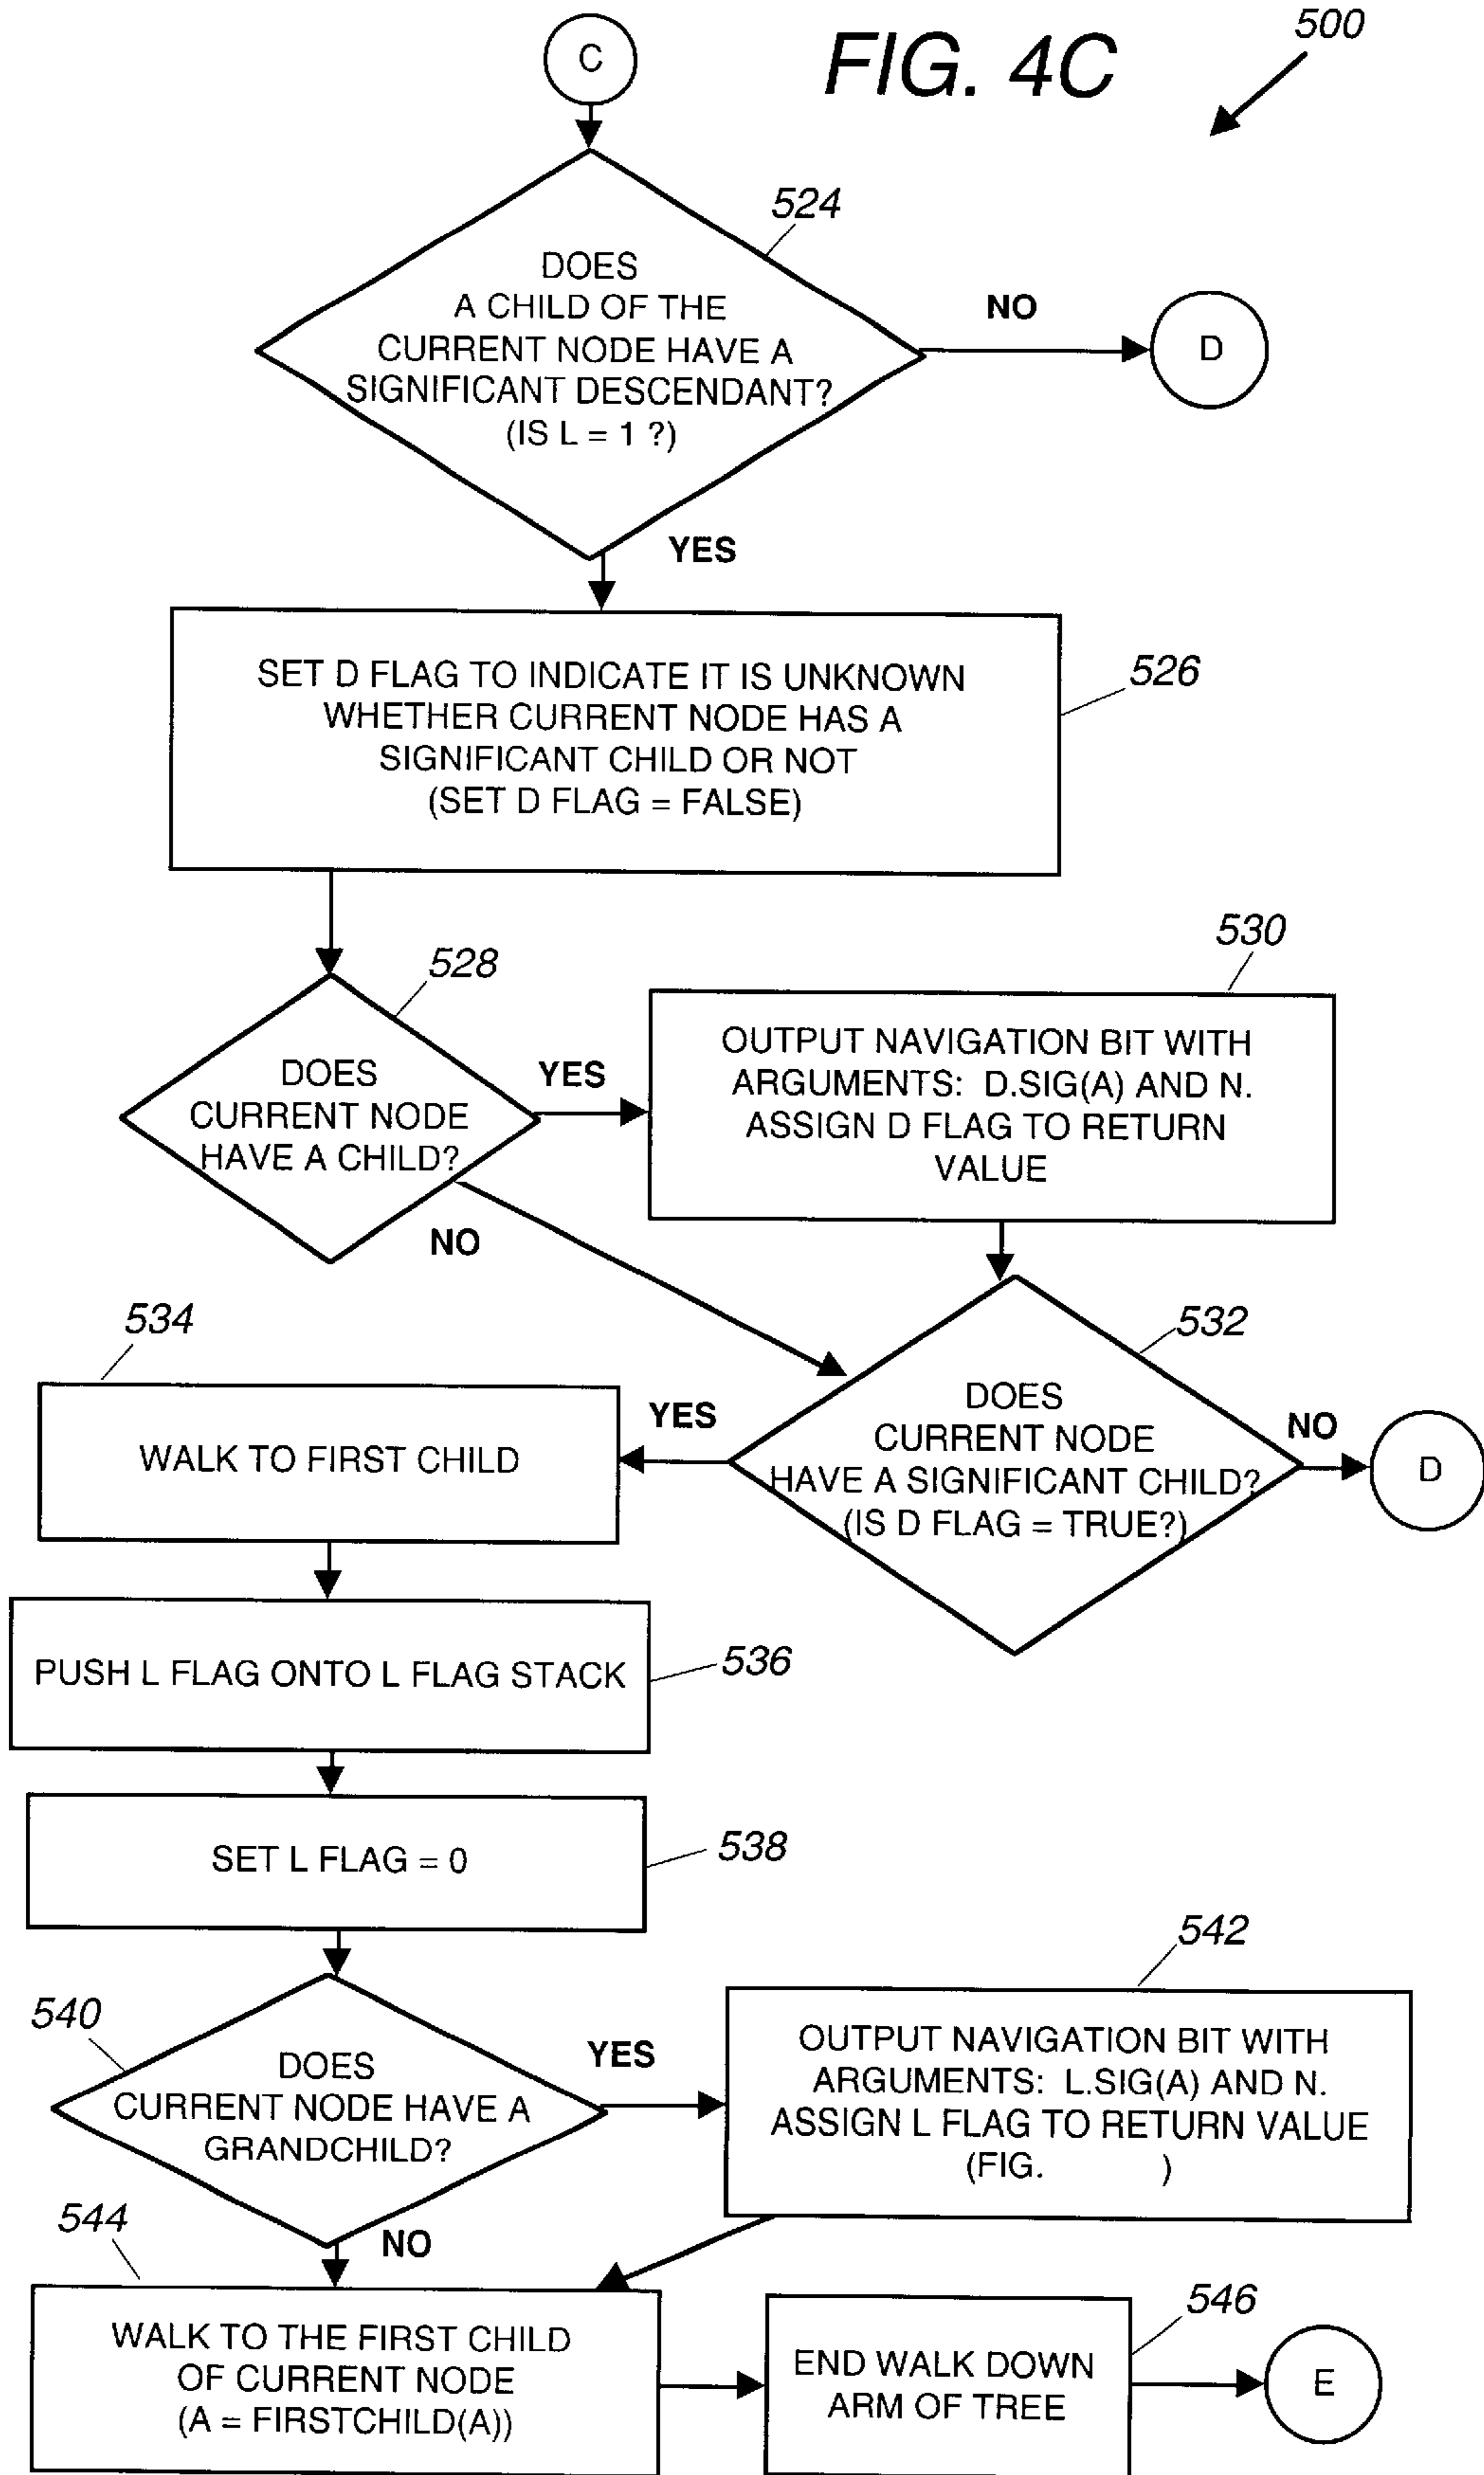 C
FIG. 4C
500
524
DOES
A CHILD OF THE
CURRENT NODE HAVE A
SIGNIFICANT DESCENDANT?
(IS L = 1 ?)
NO
D
YES
SET D FLAG TO INDICATE IT IS UNKNOWN
WHETHER CURRENT NODE HAS A
SIGNIFICANT CHILD OR NOT
(SET D FLAG = FALSE)
526
528
DOES
CURRENT NODE
HAVE A CHILD?
YES
NO
530
OUTPUT NAVIGATION BIT WITH
ARGUMENTS: D.SIG(A) AND N.
ASSIGN D FLAG TO RETURN
VALUE
532
DOES
CURRENT NODE
HAVE A SIGNIFICANT CHILD?
(IS D FLAG = TRUE?)
NO
D
YES
534
WALK TO FIRST CHILD
PUSH L FLAG ONTO L FLAG STACK
536
SET L FLAG = 0
538
540
DOES
CURRENT NODE HAVE A
GRANDCHILD?
YES
NO
542
OUTPUT NAVIGATION BIT WITH
ARGUMENTS: L.SIG(A) AND N.
ASSIGN L FLAG TO RETURN VALUE
(FIG. )
544
WALK TO THE FIRST CHILD
OF CURRENT NODE
(A = FIRSTCHILD(A))
546
END WALK DOWN
ARM OF TREE
E